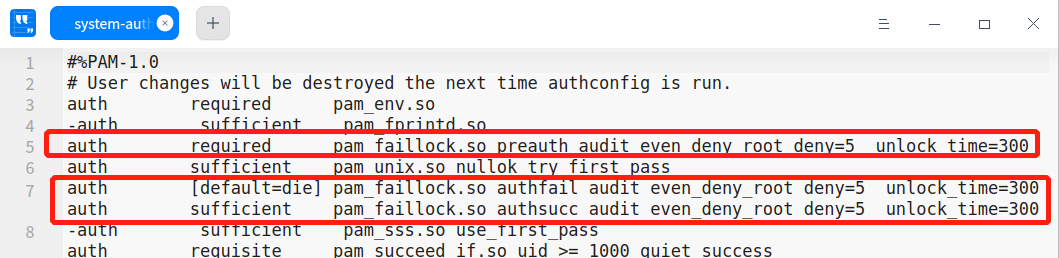 system-aut
1 #%PAM-1.0
2 # User changes will be destroyed the next time authconfig is run.
3 auth        required      pam_env.so
4 -auth        sufficient    pam_fprintd.so
5 auth        required      pam_faillock.so preauth audit even_deny_root deny=5  unlock_time=300
6 auth        sufficient    pam_unix.so nullok try_first_pass
7 auth        [default=die] pam_faillock.so authfail audit even_deny_root deny=5  unlock_time=300
auth        sufficient    pam_faillock.so authsucc audit even_deny_root deny=5  unlock_time=300
8 -auth        sufficient    pam_sss.so use_first_pass
auth        requisite     pam_succeed_if.so uid >= 1000 quiet_success